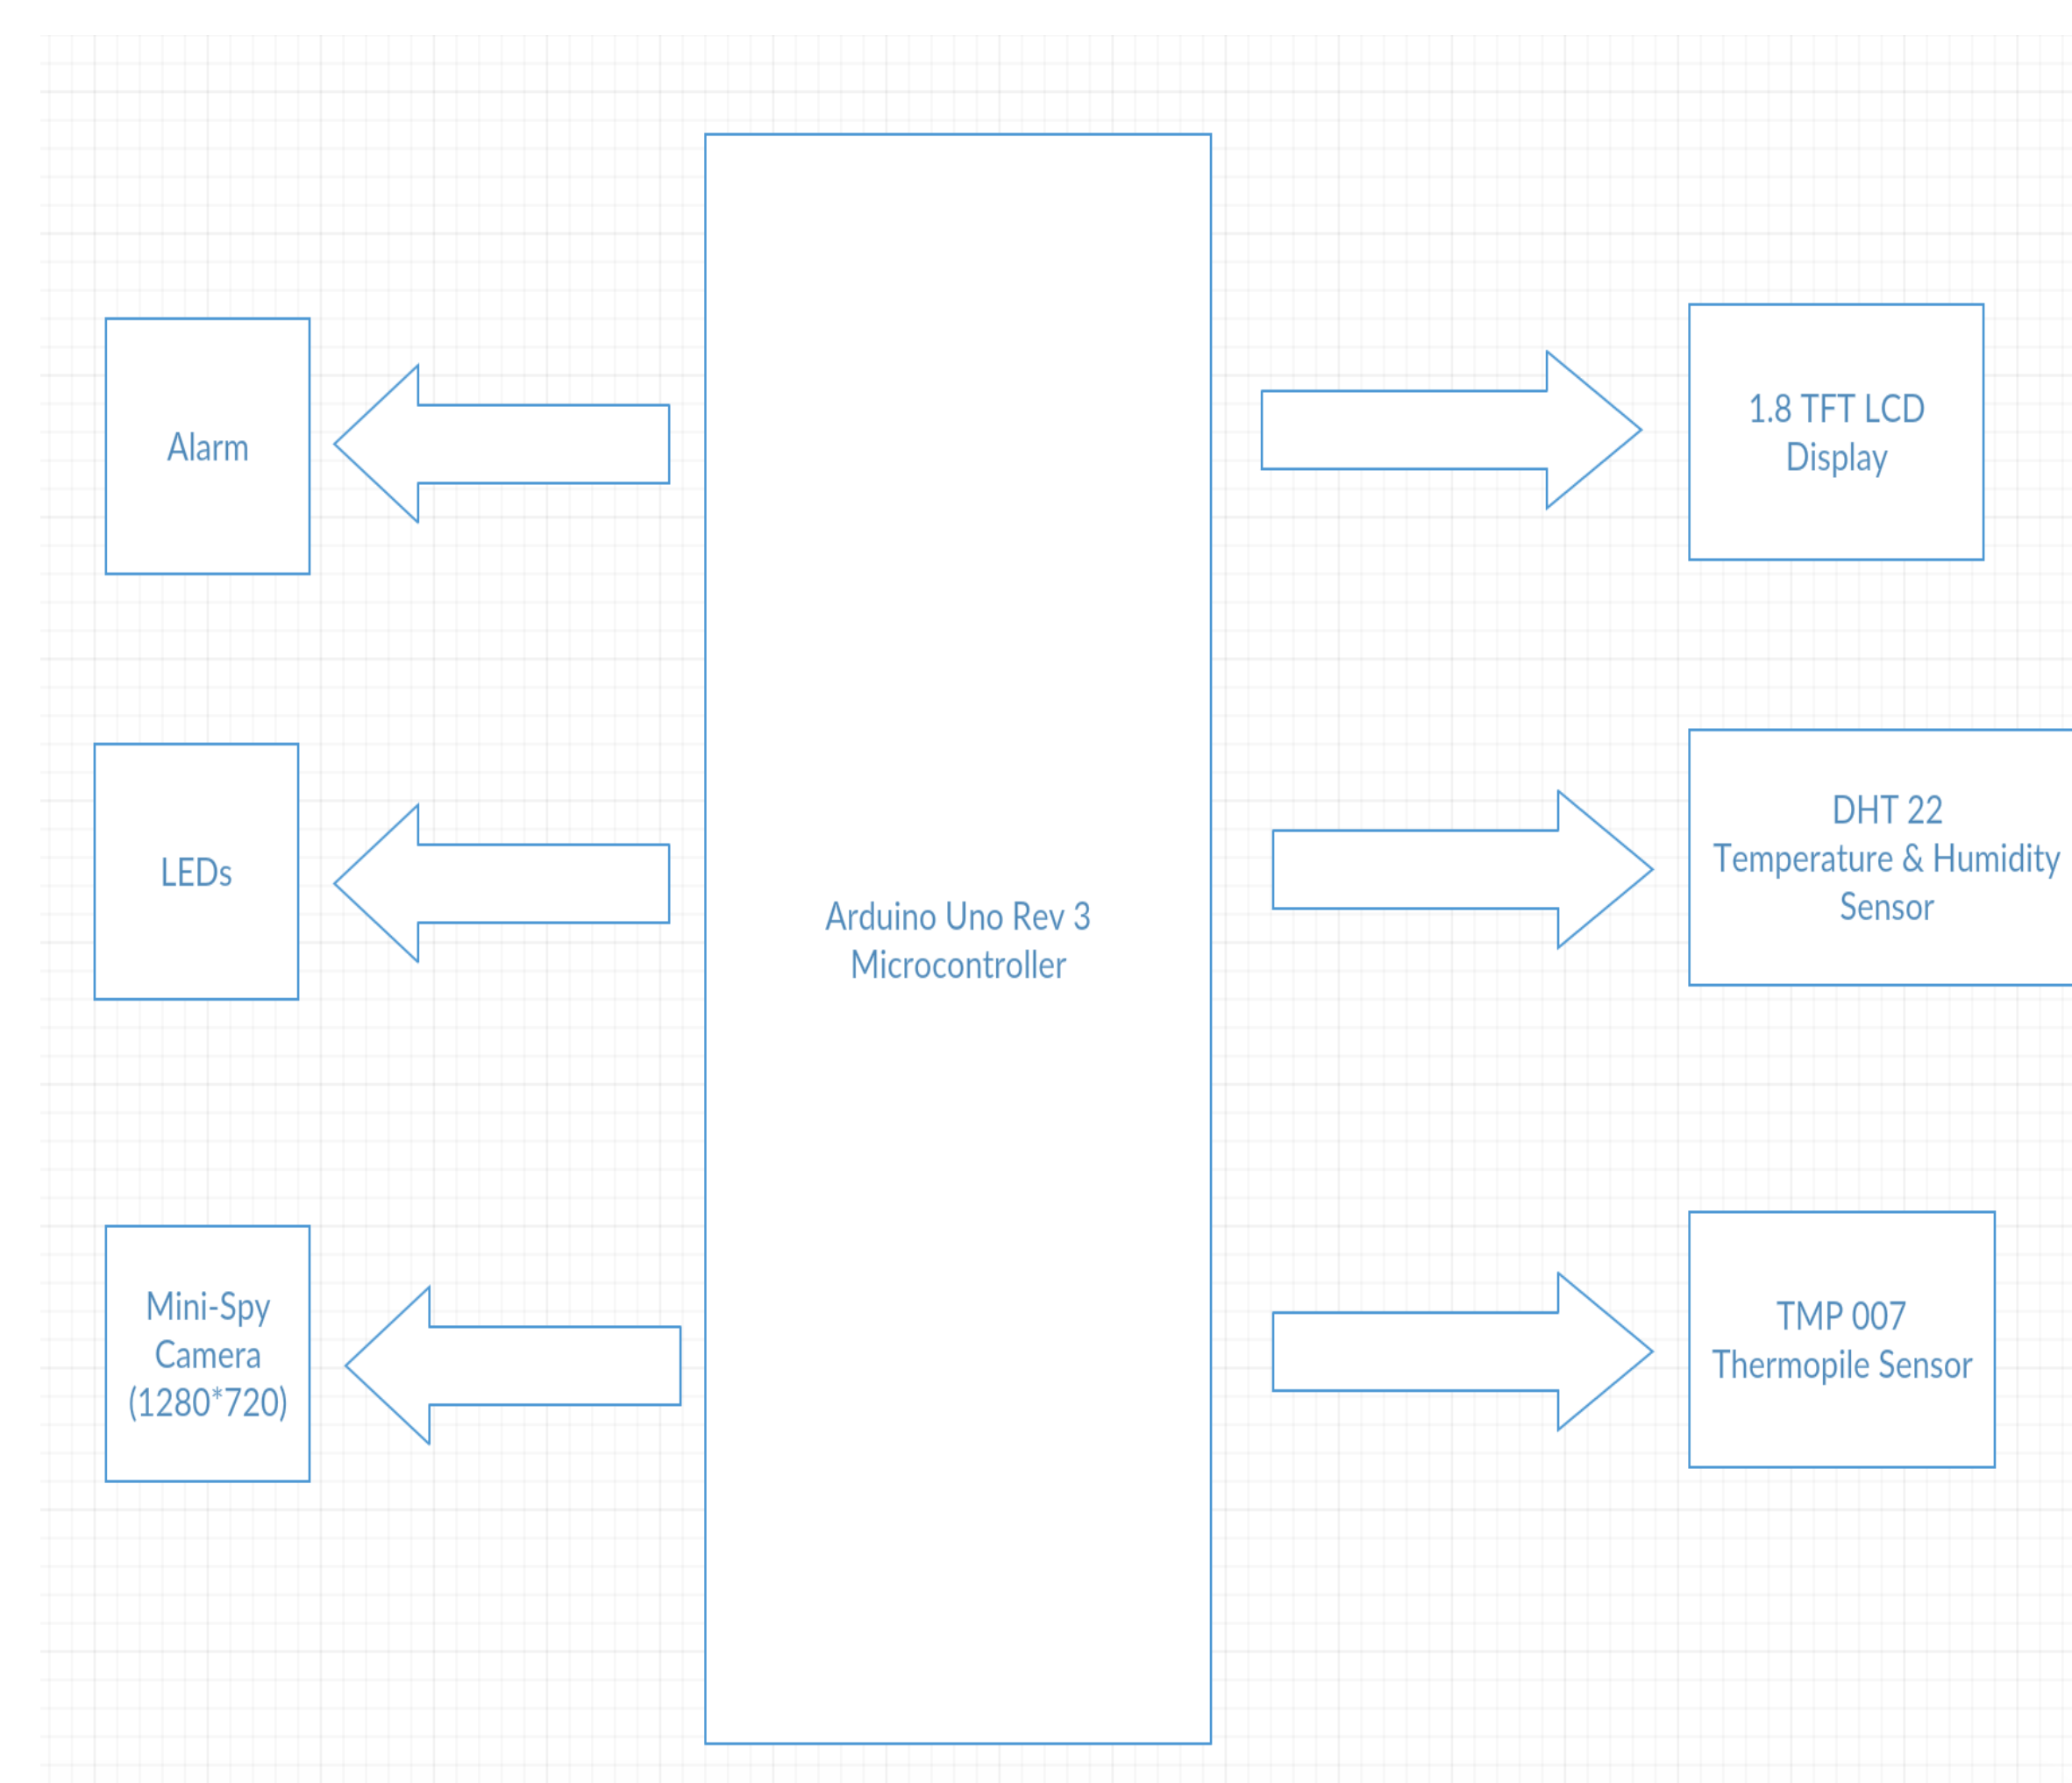 Alarm
LEDs
Mini-Spy
Camera
(1280*720)
Arduino Uno Rev 3
Microcontroller
1.8 TFT LCD
Display
DHT 22
Temperature & Humidity
Sensor
TMP 007
Thermopile Sensor